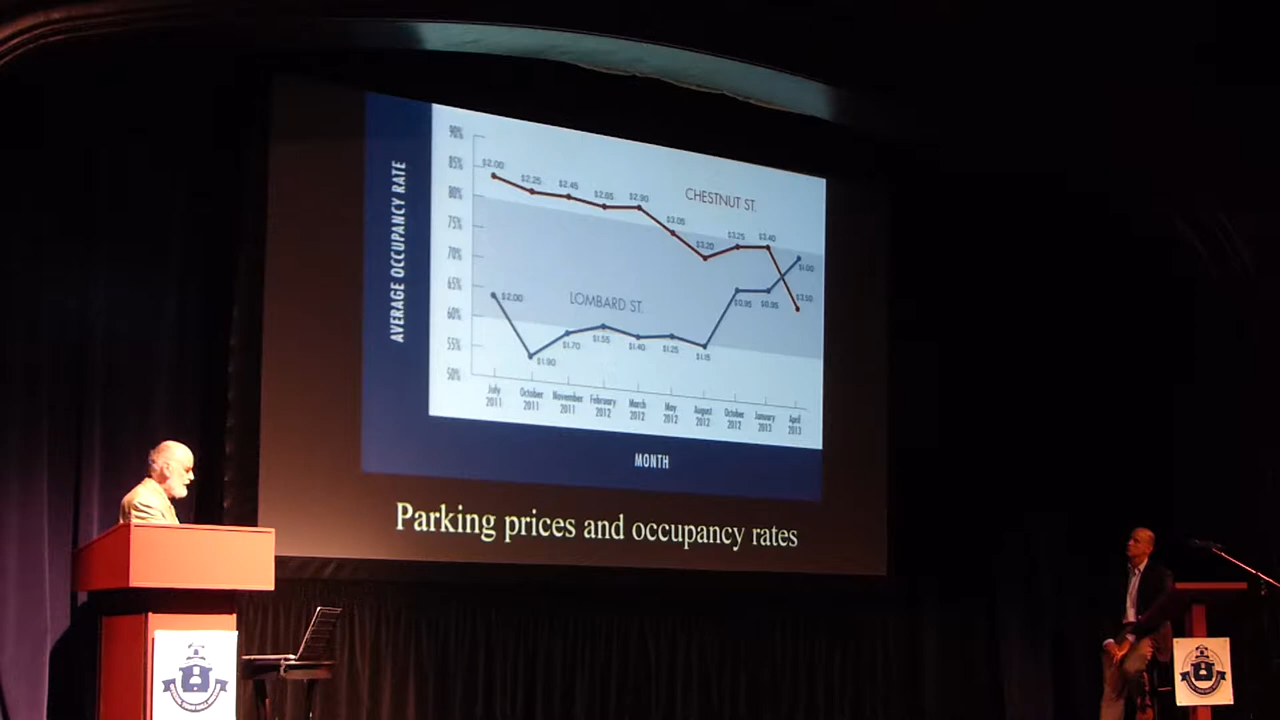 90%
85%
80%
75%
70%
65%
60%
55%
50%
AVERAGE OCCUPANCY RATE
$2.00
$2.25
$2.45
$2.65
$2.90
$3.05
$3.20
$3.25
$3.40
$3.50
CHESTNUT ST.
LOMBARD ST.
$2.00
$1.90
$1.70
$1.55
$1.40
$1.25
$1.15
$0.95
$0.95
$1.00
July 2011
October 2011
November 2011
February 2012
March 2012
May 2012
August 2012
October 2012
January 2013
April 2013
MONTH
Parking prices and occupancy rates